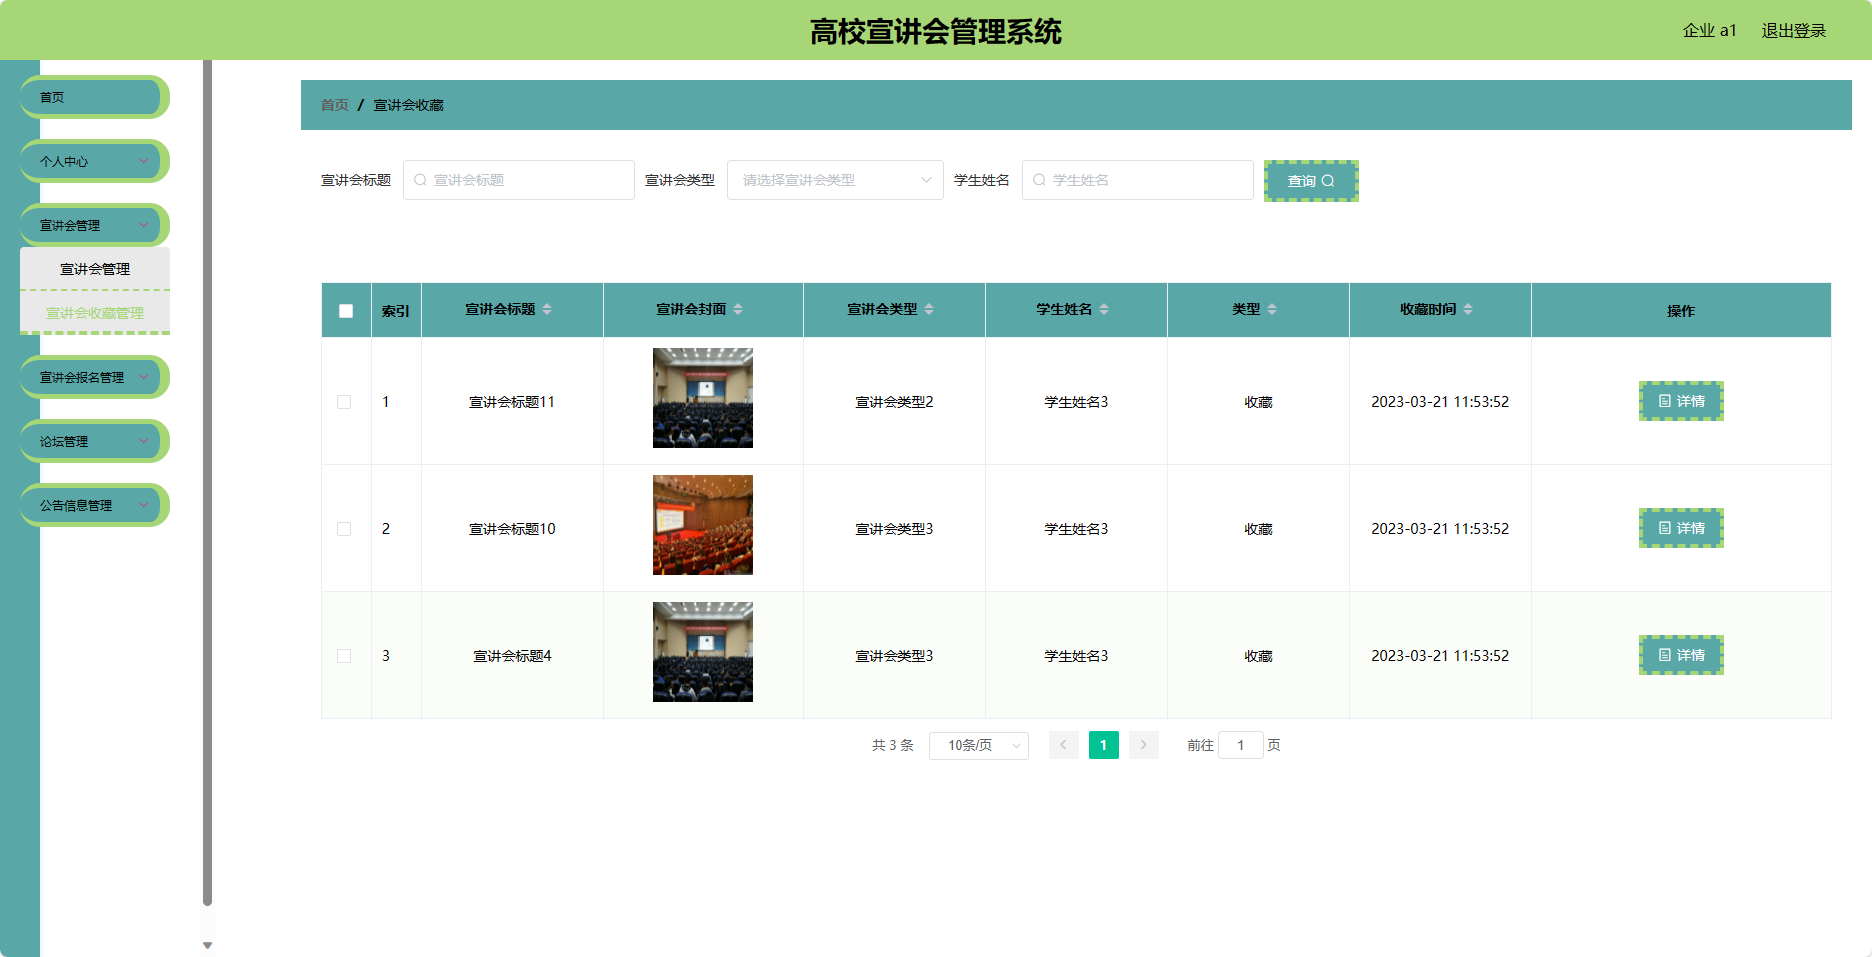 高校宣讲会管理系统
企业 a1 退出登录
首页
个人中心
宣讲会管理
宣讲会管理
宣讲会收藏管理
宣讲会报名管理
论坛管理
公告信息管理
首页 / 宣讲会收藏
宣讲会标题 宣讲会标题 宣讲会类型 请选择宣讲会类型 学生姓名 学生姓名 查询
索引 宣讲会标题 宣讲会封面 宣讲会类型 学生姓名 类型 收藏时间 操作
1 宣讲会标题11 宣讲会类型2 学生姓名3 收藏 2023-03-21 11:53:52 详情
2 宣讲会标题10 宣讲会类型3 学生姓名3 收藏 2023-03-21 11:53:52 详情
3 宣讲会标题4 宣讲会类型3 学生姓名3 收藏 2023-03-21 11:53:52 详情
共 3 条 10条/页 1 前往 1 页